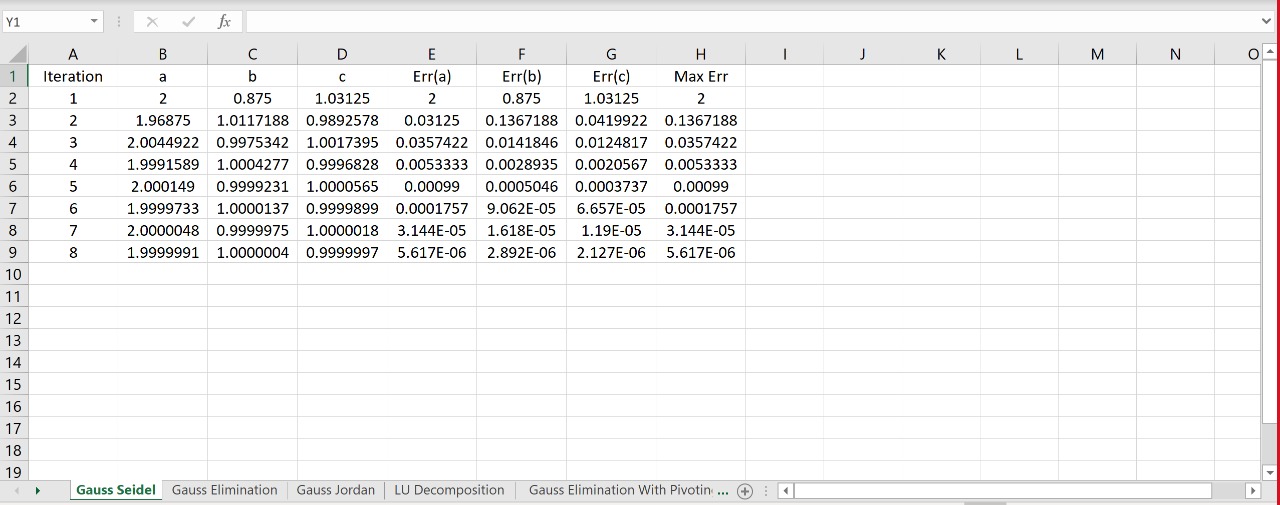 Y1 fx
A B C D E F G H I J K L M N O
1 Iteration a b c Err(a) Err(b) Err(c) Max Err
2 1 2 0.875 1.03125 2 0.875 1.03125 2
3 2 1.96875 1.0117188 0.9892578 0.03125 0.1367188 0.0419922 0.1367188
4 3 2.0044922 0.9975342 1.0017395 0.0357422 0.0141846 0.0124817 0.0357422
5 4 1.9991589 1.0004277 0.9996828 0.0053333 0.0028935 0.0020567 0.0053333
6 5 2.000149 0.9999231 1.0000565 0.00099 0.0005046 0.0003737 0.00099
7 6 1.9999733 1.0000137 0.9999899 0.0001757 9.062E-05 6.657E-05 0.0001757
8 7 2.0000048 0.9999975 1.0000018 3.144E-05 1.618E-05 1.19E-05 3.144E-05
9 8 1.9999991 1.0000004 0.9999997 5.617E-06 2.892E-06 2.127E-06 5.617E-06
10
11
12
13
14
15
16
17
18
19
Gauss Seidel Gauss Elimination Gauss Jordan LU Decomposition Gauss Elimination With Pivotin ...